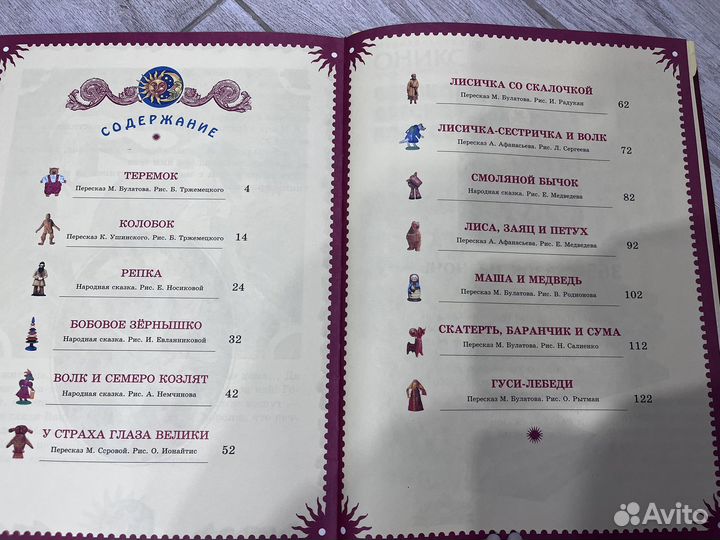 СОДЕРЖАНИЕ
ТЕРЕМОК
Пересказ М. Булатова. Рис. Б. Тржемецкого 4
КОЛОБОК
Пересказ К. Ушинского. Рис. Б. Тржемецкого 14
РЕПКА
Народная сказка. Рис. Е. Носиковой 24
БОБОВОЕ ЗЁРНЫШКО
Народная сказка. Рис. И. Евланниковой 32
ВОЛК И СЕМЕРО КОЗЛЯТ
Народная сказка. Рис. А. Немчинова 42
У СТРАХА ГЛАЗА ВЕЛИКИ
Пересказ М. Серовой. Рис. О. Ионайтис 52
ЛИСИЧКА СО СКАЛОЧКОЙ
Пересказ М. Булатова. Рис. И. Радукан 62
ЛИСИЧКА-СЕСТРИЧКА И ВОЛК
Пересказ А. Афанасьева. Рис. Л. Сергеева 72
СМОЛЯНОЙ БЫЧОК
Народная сказка. Рис. Е. Медведева 82
ЛИСА, ЗАЯЦ И ПЕТУХ
Пересказ А. Афанасьева. Рис. Е. Медведева 92
МАША И МЕДВЕДЬ
Пересказ М. Булатова. Рис. В. Родионова 102
СКАТЕРТЬ, БАРАНЧИК И СУМА
Пересказ М. Булатова. Рис. Н. Салиенко 112
ГУСИ-ЛЕБЕДИ
Пересказ М. Булатова. Рис. О. Рытман 122
Avito